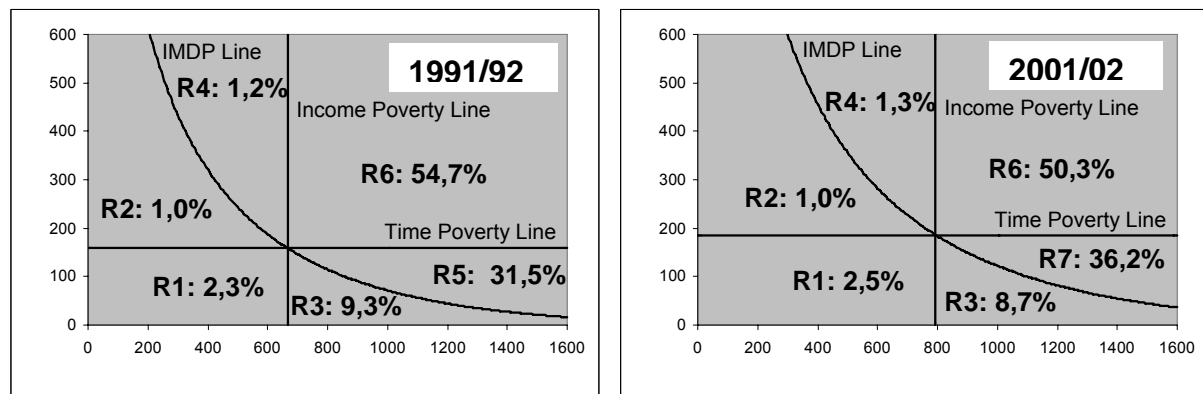 600
500
400
300
200
100
0
IMDP Line
1991/92
R4: 1,2%
Income Poverty Line
R6: 54,7%
R2: 1,0%
Time Poverty Line
R5: 31,5%
R1: 2,3%
R3: 9,3%
0 200 400 600 800 1000 1200 1400 1600
600
500
400
300
200
100
0
IMDP Line
2001/02
R4: 1,3%
Income Poverty Line
R6: 50,3%
R2: 1,0%
Time Poverty Line
R7: 36,2%
R1: 2,5%
R3: 8,7%
0 200 400 600 800 1000 1200 1400 1600